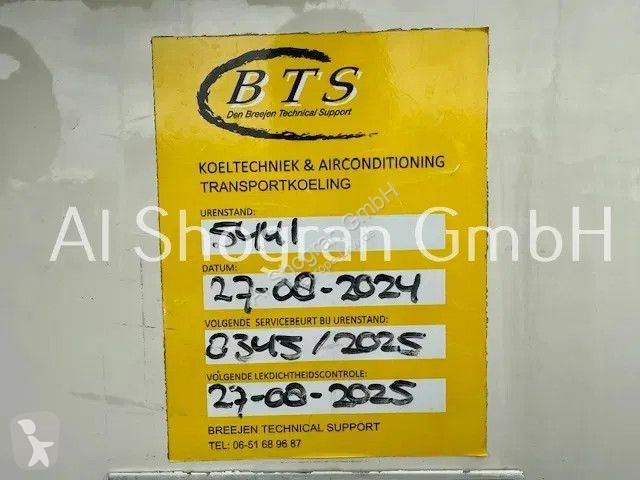 BTS
Den Breejen Technical Support
KOELTECHNIEK & AIRCONDITIONING
TRANSPORTKOELING
URENSTAND:
5441
Al Shogran GmbH
DATUM:
27-08-2024
VOLGENDE SERVICEBEURT BIJ URENSTAND:
0345/2025
VOLGENDE LEKDICHTHEIDSCONTROLE:
27-08-2025
BREEJEN TECHNICAL SUPPORT
TEL: 06-51 68 96 87